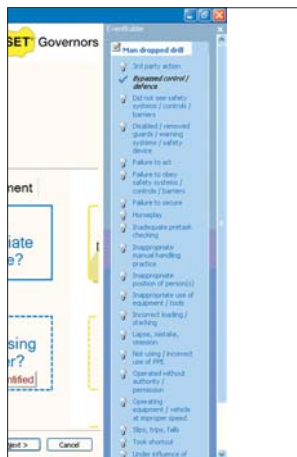 SET Governors
Man dropped drill
3rd party action
Bypassed control /
defence
Did not see safety
systems / controls /
barriers
Disabled / removed
guards / warning
systems / safety
device
Failure to act
Failure to obey
safety systems /
controls / barriers
Failure to secure
Horseplay
Inadequate pretask
checking
Inappropriate
manual handling
practice
Inappropriate
position of person(s)
Inappropriate use of
equipment / tools
Incorrect loading /
stacking
Lapse, mistake,
omission
Not using / incorrect
use of PPE
Operated without
authority /
permission
Operating
equipment / vehicle
at improper speed
Slips, trips, falls
Took shortcut
Under influence of
ment
iate
e?
sing
r?
ntified
Next >
Cancel